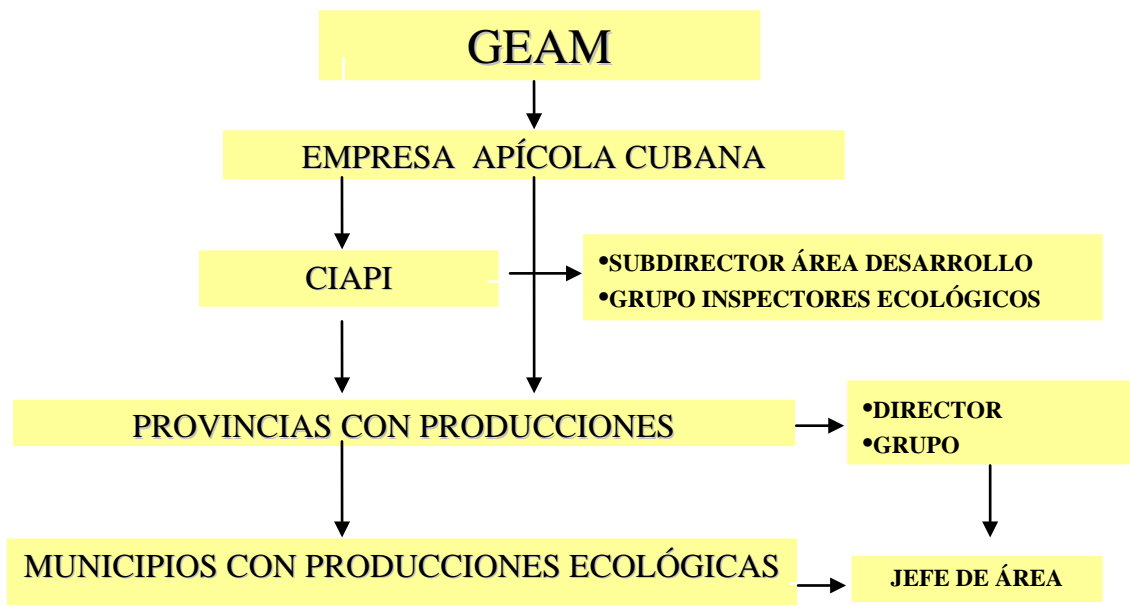 GEAM
EMPRESA APÍCOLA CUBANA
CIAPI
•SUBDIRECTOR ÁREA DESARROLLO
•GRUPO INSPECTORES ECOLÓGICOS
PROVINCIAS CON PRODUCCIONES
•DIRECTOR
•GRUPO
MUNICIPIOS CON PRODUCCIONES ECOLÓGICAS
JEFE DE ÁREA